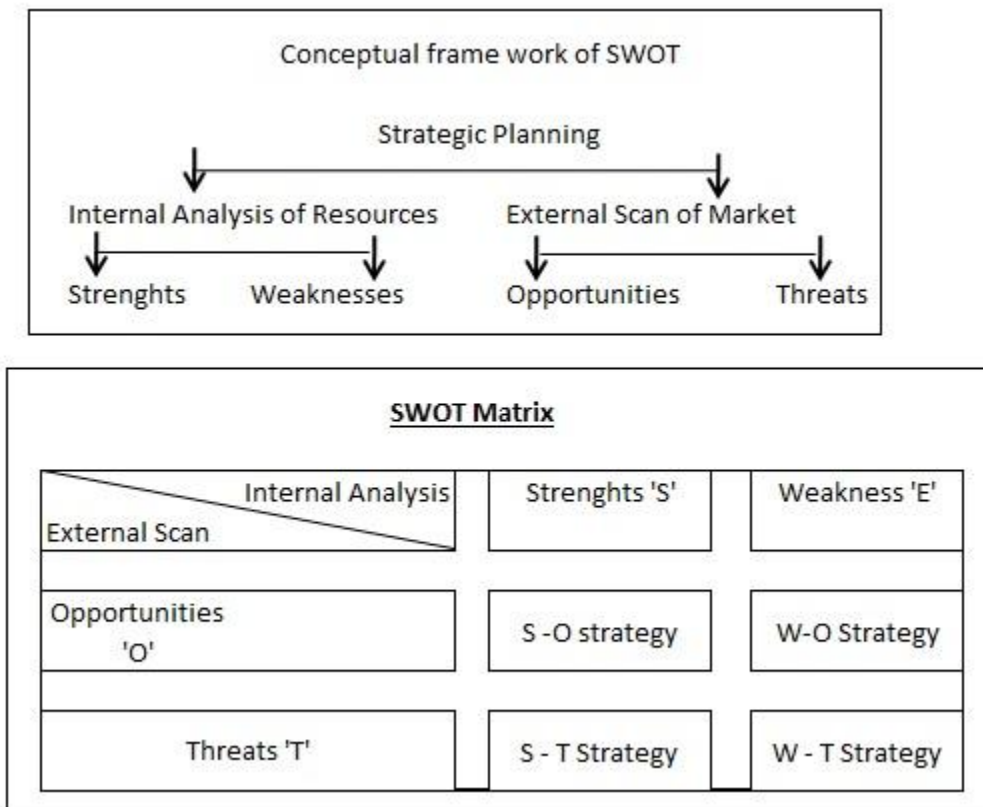 Conceptual frame work of SWOT
Strategic Planning
Internal Analysis of Resources External Scan of Market
Strenghts Weaknesses Opportunities Threats
SWOT Matrix
Internal Analysis Strenghts 'S' Weakness 'E'
External Scan
Opportunities
'O' S -O strategy W-O Strategy
Threats 'T' S - T Strategy W - T Strategy